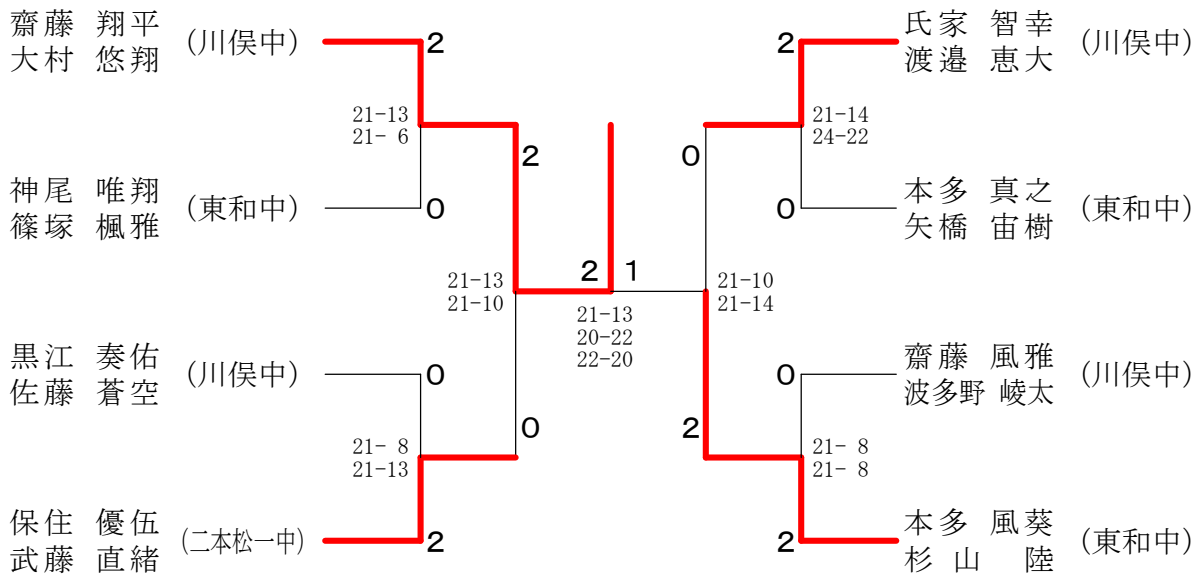 齋藤 翔平
大村 悠翔
(川俣中)
2
21-13
21- 6
神尾 唯翔
篠塚 楓雅
(東和中)
0
2
21-13
21-10
黒江 奏佑
佐藤 蒼空
(川俣中)
0
21- 8
21-13
0
保住 優伍
武藤 直緒
(二本松一中)
2
2 1
21-13
20-22
22-20
氏家 智幸
渡邉 恵大
(川俣中)
2
21-14
24-22
0
本多 真之
矢橋 宙樹
(東和中)
0
21-10
21-14
齋藤 風雅
波多野 崚太
(川俣中)
0
21- 8
21- 8
2
本多 風葵
杉山 陸
(東和中)
2